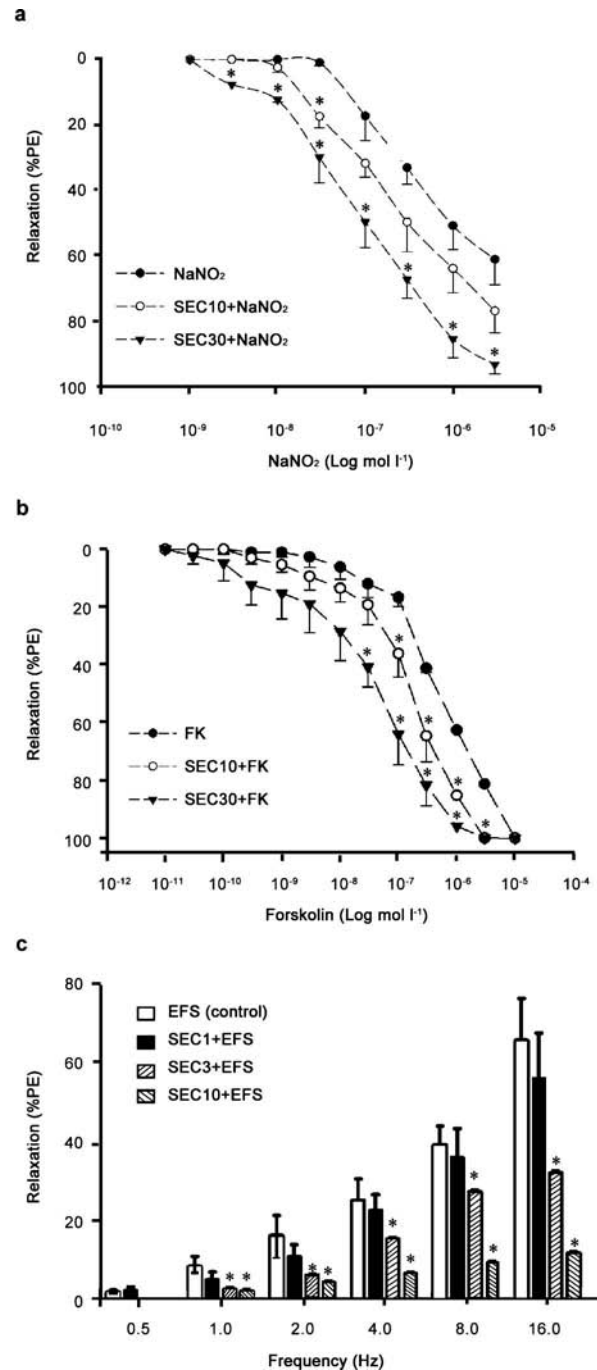 a
Relaxation (%PE)
0
20
40
60
80
100
NaNO₂
SEC10+NaNO₂
SEC30+NaNO₂
* * * * * * * *
10⁻¹⁰ 10⁻⁹ 10⁻⁸ 10⁻⁷ 10⁻⁶ 10⁻⁵
NaNO₂ (Log mol l⁻¹)
b
Relaxation (%PE)
0
20
40
60
80
100
FK
SEC10+FK
SEC30+FK
* * * * * * * *
10⁻¹² 10⁻¹¹ 10⁻¹⁰ 10⁻⁹ 10⁻⁸ 10⁻⁷ 10⁻⁶ 10⁻⁵ 10⁻⁴
Forskolin (Log mol l⁻¹)
c
Relaxation (%PE)
80
60
40
20
0
EFS (control)
SEC1+EFS
SEC3+EFS
SEC10+EFS
* * * * * * * * * *
0.5 1.0 2.0 4.0 8.0 16.0
Frequency (Hz)